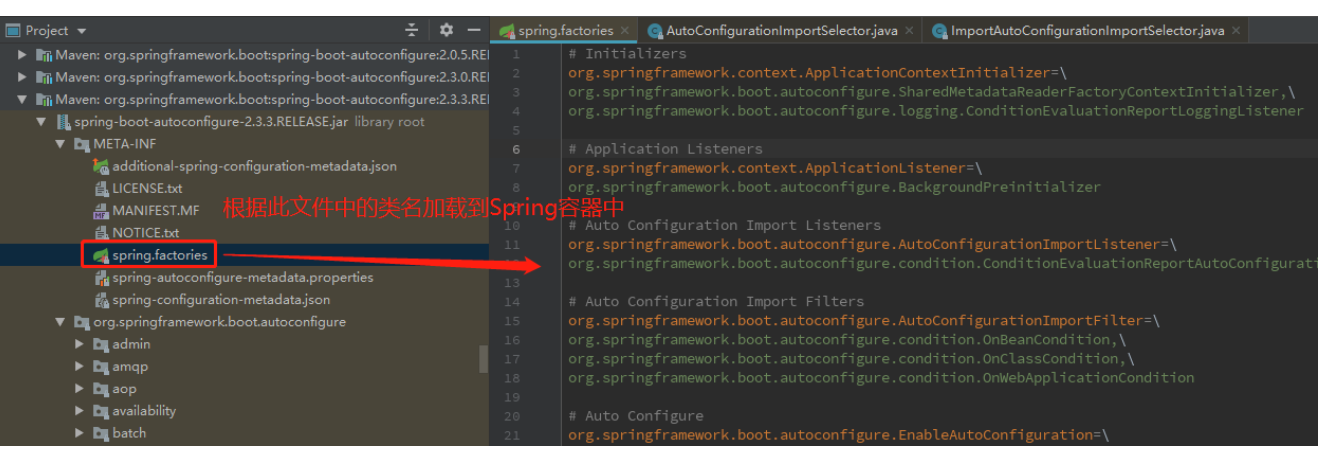 Project
Maven: org.springframework.boot:spring-boot-autoconfigure:2.0.5.REl
Maven: org.springframework.boot:spring-boot-autoconfigure:2.3.0.REl
Maven: org.springframework.boot:spring-boot-autoconfigure:2.3.3.REl
spring-boot-autoconfigure-2.3.3.RELEASE.jar library root
META-INF
additional-spring-configuration-metadata.json
LICENSE.txt
MANIFEST.MF
NOTICE.txt
spring.factories
spring-autoconfigure-metadata.properties
spring-configuration-metadata.json
org.springframework.boot.autoconfigure
admin
amqp
aop
availability
batch
根据此文件中的类名加载到Spring容器中
spring.factories
AutoConfigurationImportSelector.java
ImportAutoConfigurationImportSelector.java
1 # Initializers
2 org.springframework.context.ApplicationContextInitializer=\
3 org.springframework.boot.autoconfigure.SharedMetadataReaderFactoryContextInitializer,\
4 org.springframework.boot.autoconfigure.logging.ConditionEvaluationReportLoggingListener
5
6 # Application Listeners
7 org.springframework.context.ApplicationListener=\
8 org.springframework.boot.autoconfigure.BackgroundPreinitializer
10 # Auto Configuration Import Listeners
11 org.springframework.boot.autoconfigure.AutoConfigurationImportListener=\
org.springframework.boot.autoconfigure.condition.ConditionEvaluationReportAutoConfigurati
13
14 # Auto Configuration Import Filters
15 org.springframework.boot.autoconfigure.AutoConfigurationImportFilter=\
16 org.springframework.boot.autoconfigure.condition.OnBeanCondition,\
17 org.springframework.boot.autoconfigure.condition.OnClassCondition,\
18 org.springframework.boot.autoconfigure.condition.OnWebApplicationCondition
19
20 # Auto Configure
21 org.springframework.boot.autoconfigure.EnableAutoConfiguration=\